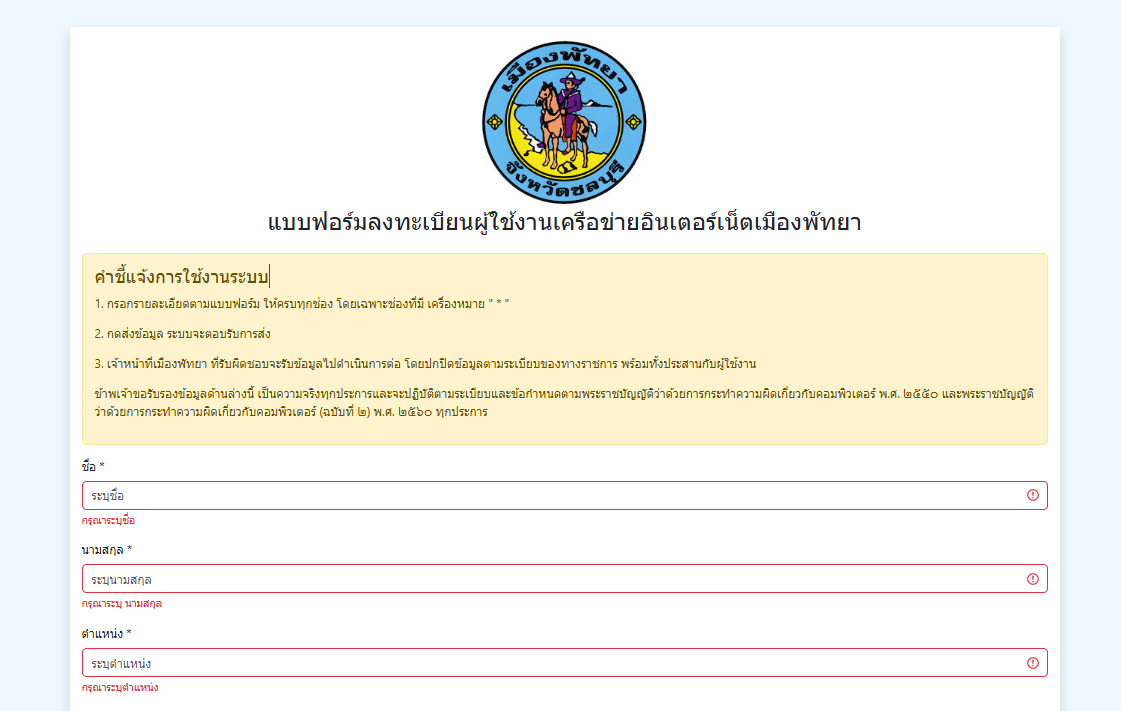 เมืองพัทยา
จังหวัดชลบุรี
แบบฟอร์มลงทะเบียนผู้ใช้งานเครือข่ายอินเตอร์เน็ตเมืองพัทยา
คำชี้แจ้งการใช้งานระบบ
1. กรอกรายละเอียดตามแบบฟอร์ม ให้ครบทุกช่อง โดยเฉพาะช่องที่มี เครื่องหมาย " * "
2. กดส่งข้อมูล ระบบจะตอบรับการส่ง
3. เจ้าหน้าที่เมืองพัทยา ที่รับผิดชอบจะรับข้อมูลไปดำเนินการต่อ โดยปกปิดข้อมูลตามระเบียบของทางราชการ พร้อมทั้งประสานกับผู้ใช้งาน
ข้าพเจ้าขอรับรองข้อมูลด้านล่างนี้ เป็นความจริงทุกประการและจะปฏิบัติตามระเบียบและข้อกำหนดตามพระราชบัญญัติว่าด้วยการกระทำความผิดเกี่ยวกับคอมพิวเตอร์ พ.ศ. ๒๕๕๐ และพระราชบัญญัติ
ว่าด้วยการกระทำความผิดเกี่ยวกับคอมพิวเตอร์ (ฉบับที่ ๒) พ.ศ. ๒๕๖๐ ทุกประการ
ชื่อ *
ระบุชื่อ
กรุณาระบุชื่อ
นามสกุล *
ระบุนามสกุล
กรุณาระบุ นามสกุล
ตำแหน่ง *
ระบุตำแหน่ง
กรุณาระบุตำแหน่ง